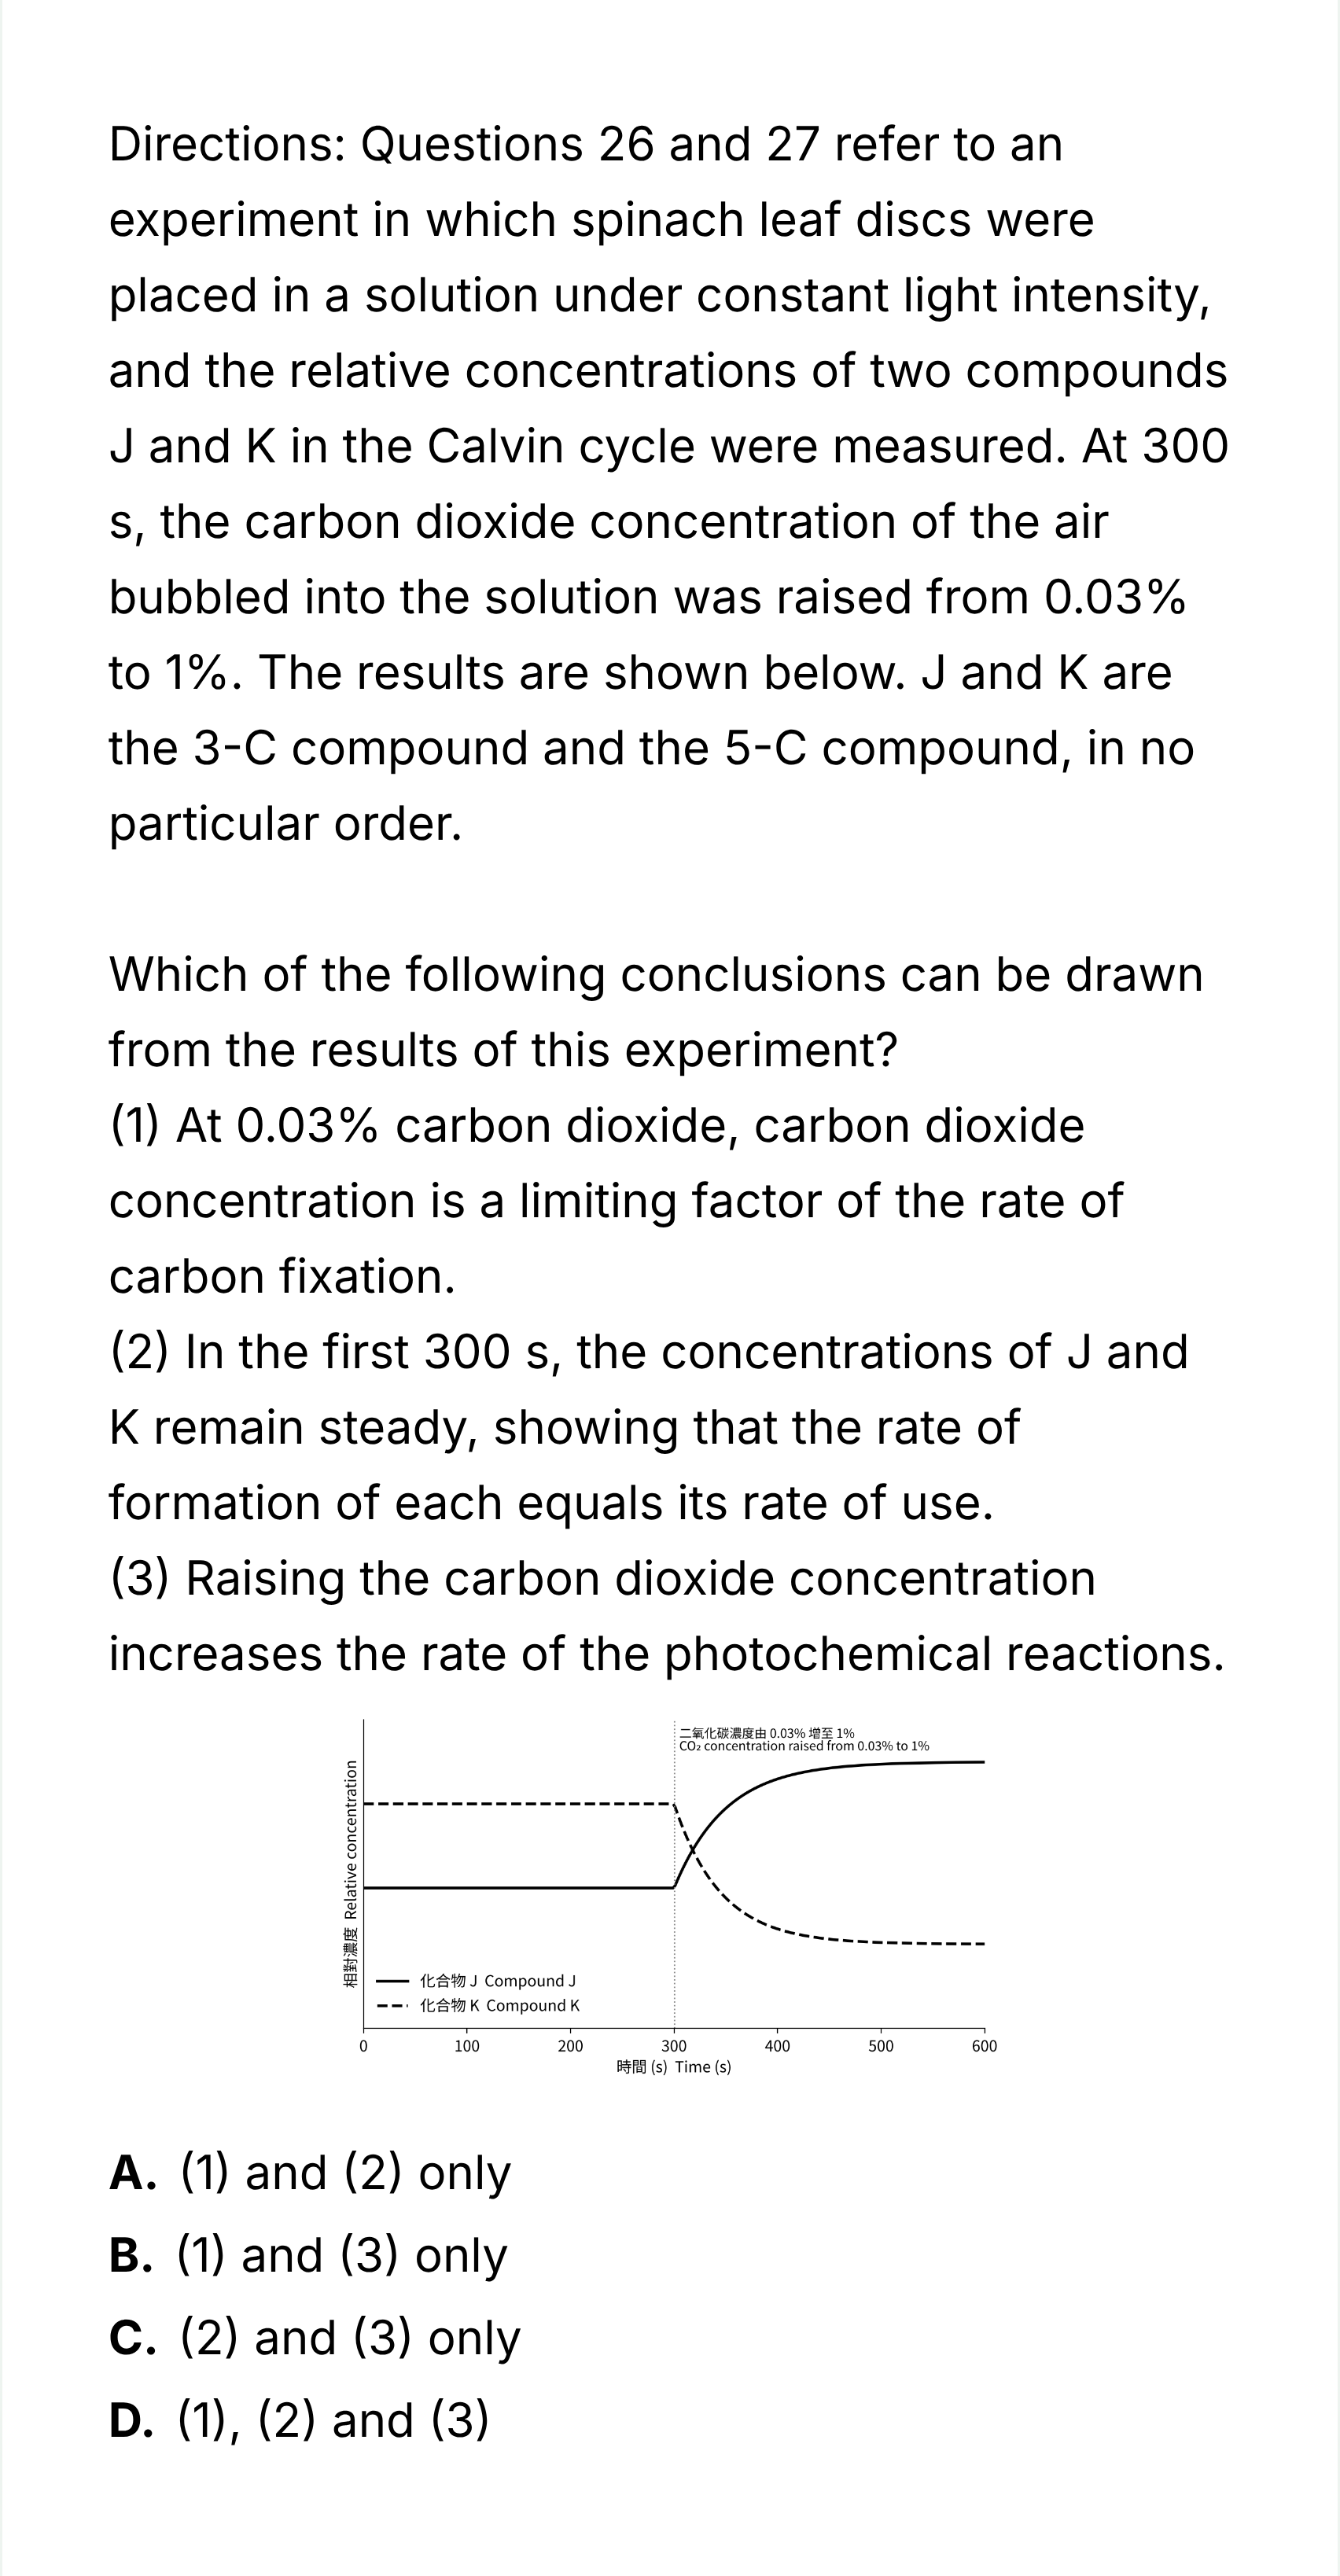 Directions: Questions 26 and 27 refer to an
experiment in which spinach leaf discs were
placed in a solution under constant light intensity,
and the relative concentrations of two compounds
J and K in the Calvin cycle were measured. At 300
s, the carbon dioxide concentration of the air
bubbled into the solution was raised from 0.03%
to 1%. The results are shown below. J and K are
the 3-C compound and the 5-C compound, in no
particular order.
Which of the following conclusions can be drawn
from the results of this experiment?
(1) At 0.03% carbon dioxide, carbon dioxide
concentration is a limiting factor of the rate of
carbon fixation.
(2) In the first 300 s, the concentrations of J and
K remain steady, showing that the rate of
formation of each equals its rate of use.
(3) Raising the carbon dioxide concentration
increases the rate of the photochemical reactions.
二氧化碳濃度由 0.03% 增至 1%
CO₂ concentration raised from 0.03% to 1%
相對濃度 Relative concentration
化合物 J Compound J
化合物 K Compound K
0 100 200 300 400 500 600
時間 (s) Time (s)
A. (1) and (2) only
B. (1) and (3) only
C. (2) and (3) only
D. (1), (2) and (3)